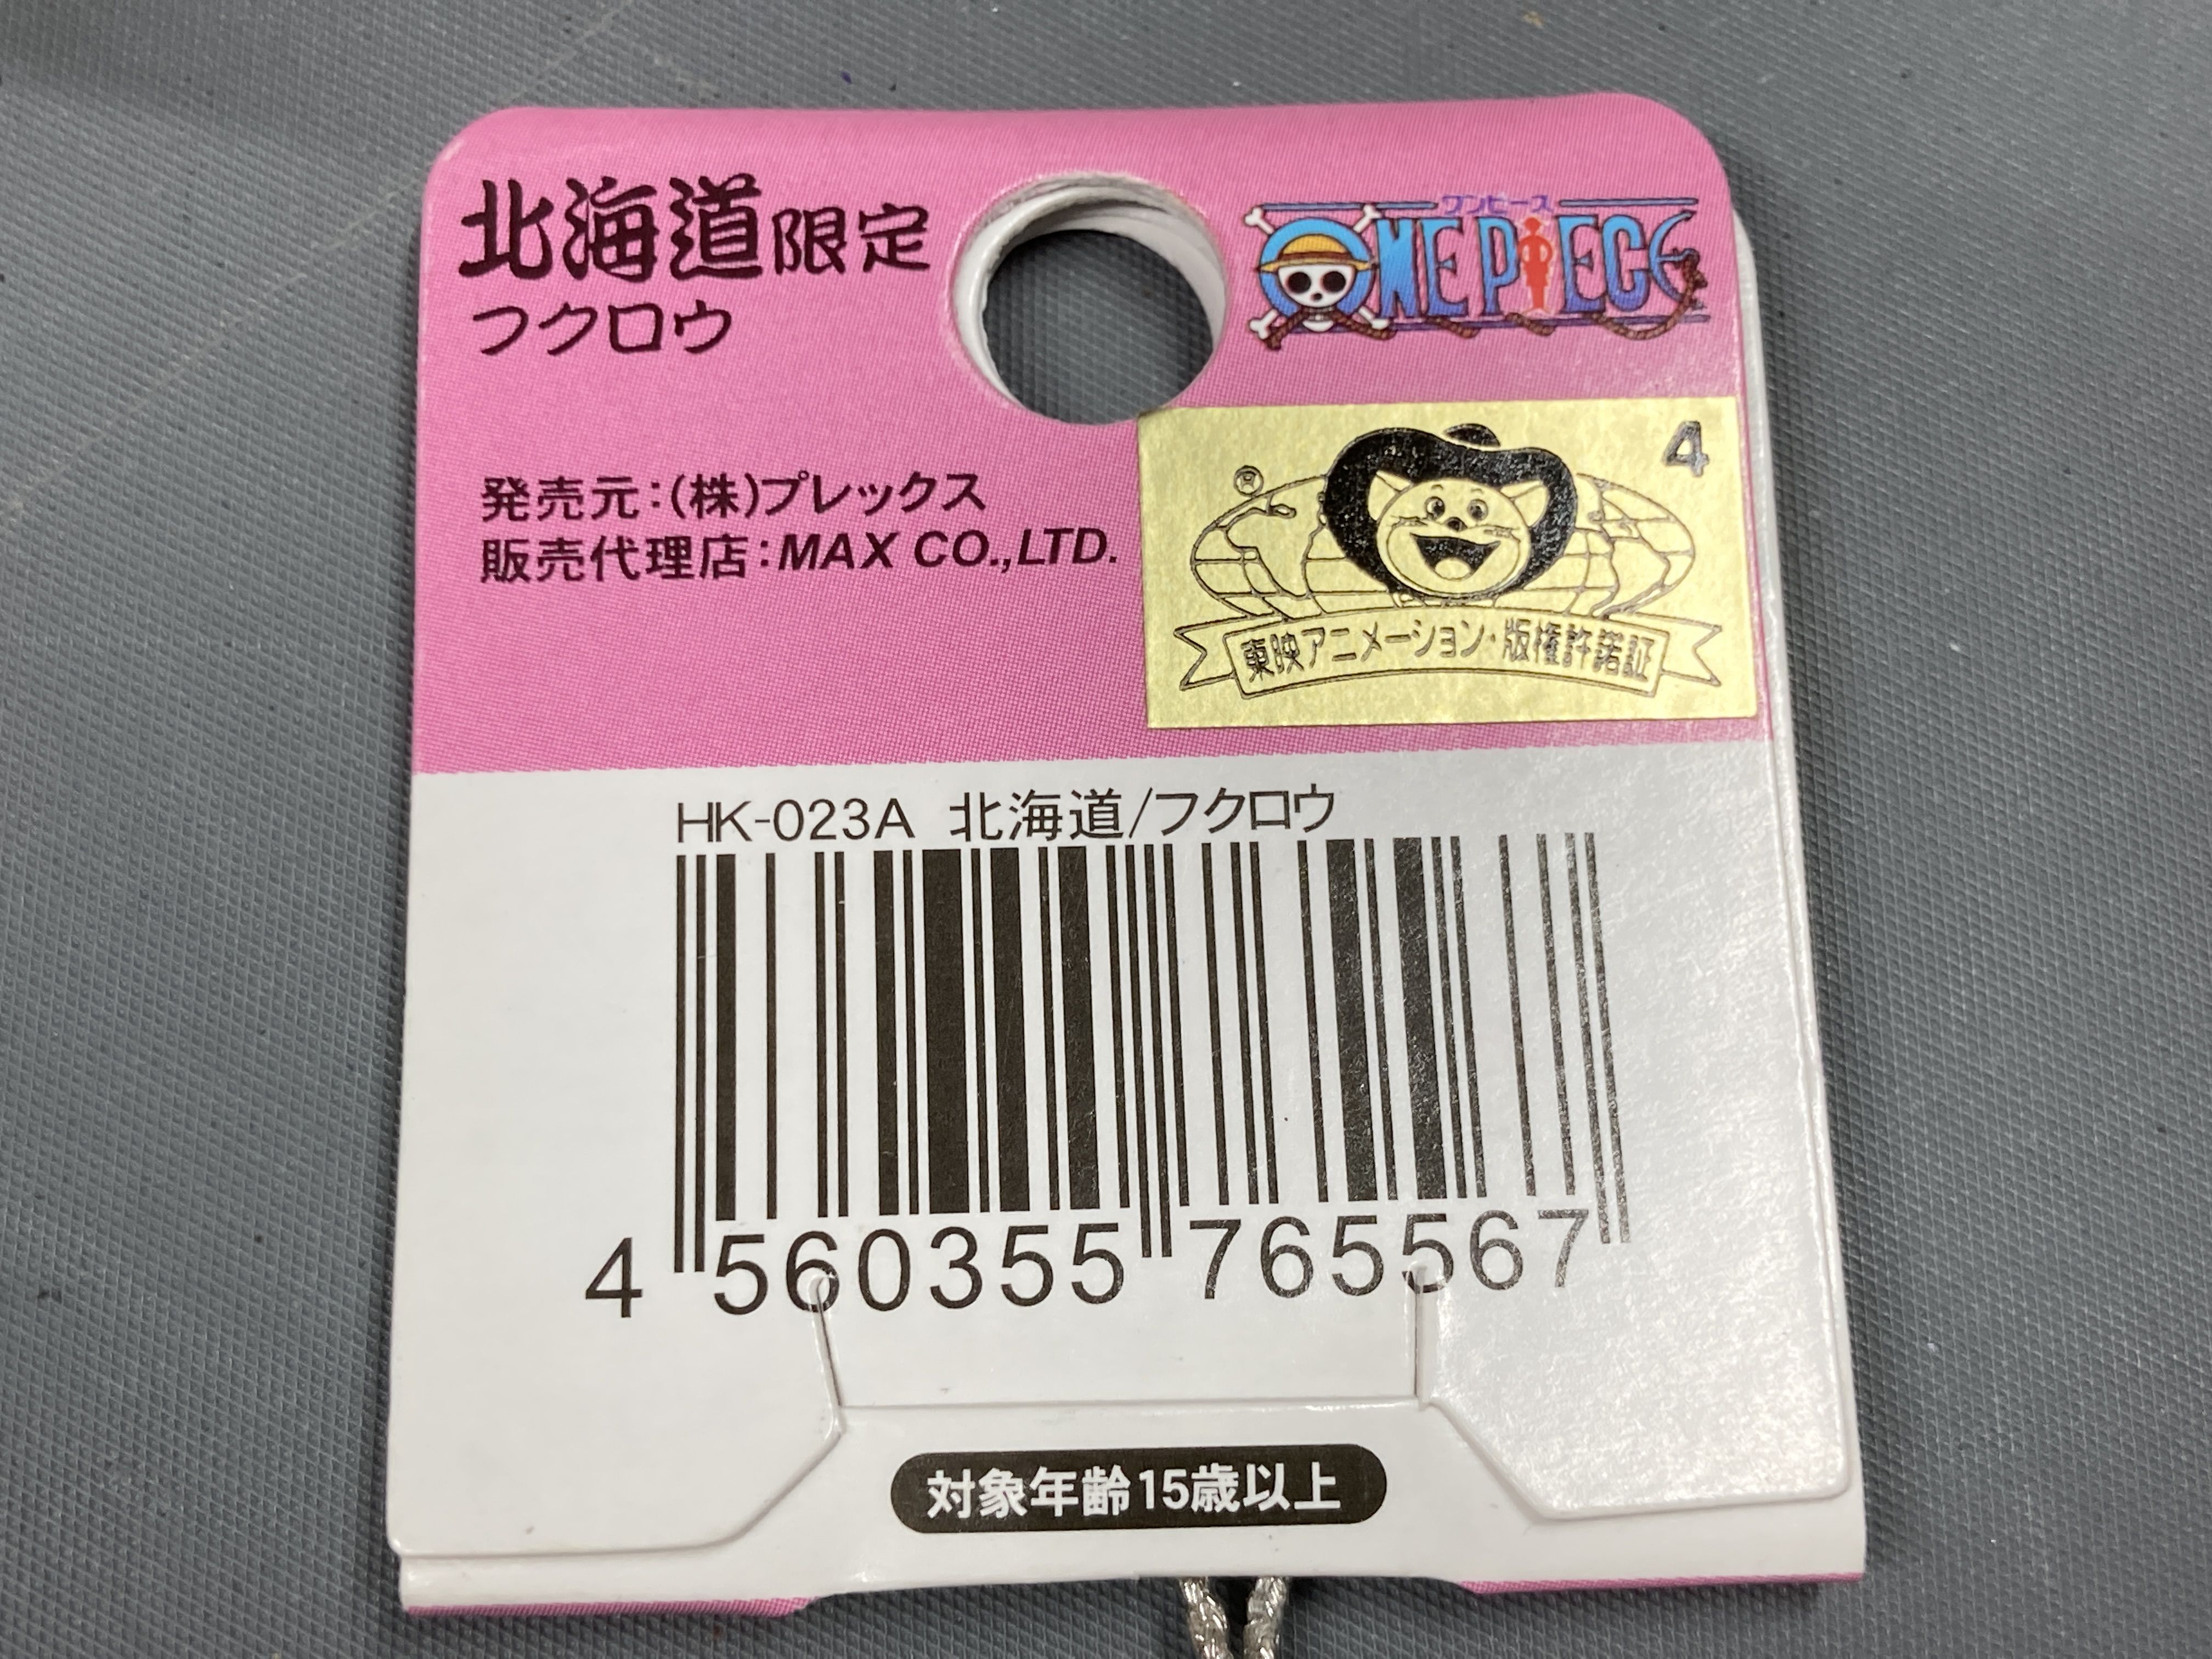 北海道限定
フクロウ
ワンピース
ONE PIECE
発売元:(株)プレックス
販売代理店:MAX CO.,LTD.
4
®
東映アニメーション・版権許諾証
HK-023A 北海道/フクロウ
4 560355 765567
対象年齢15歳以上